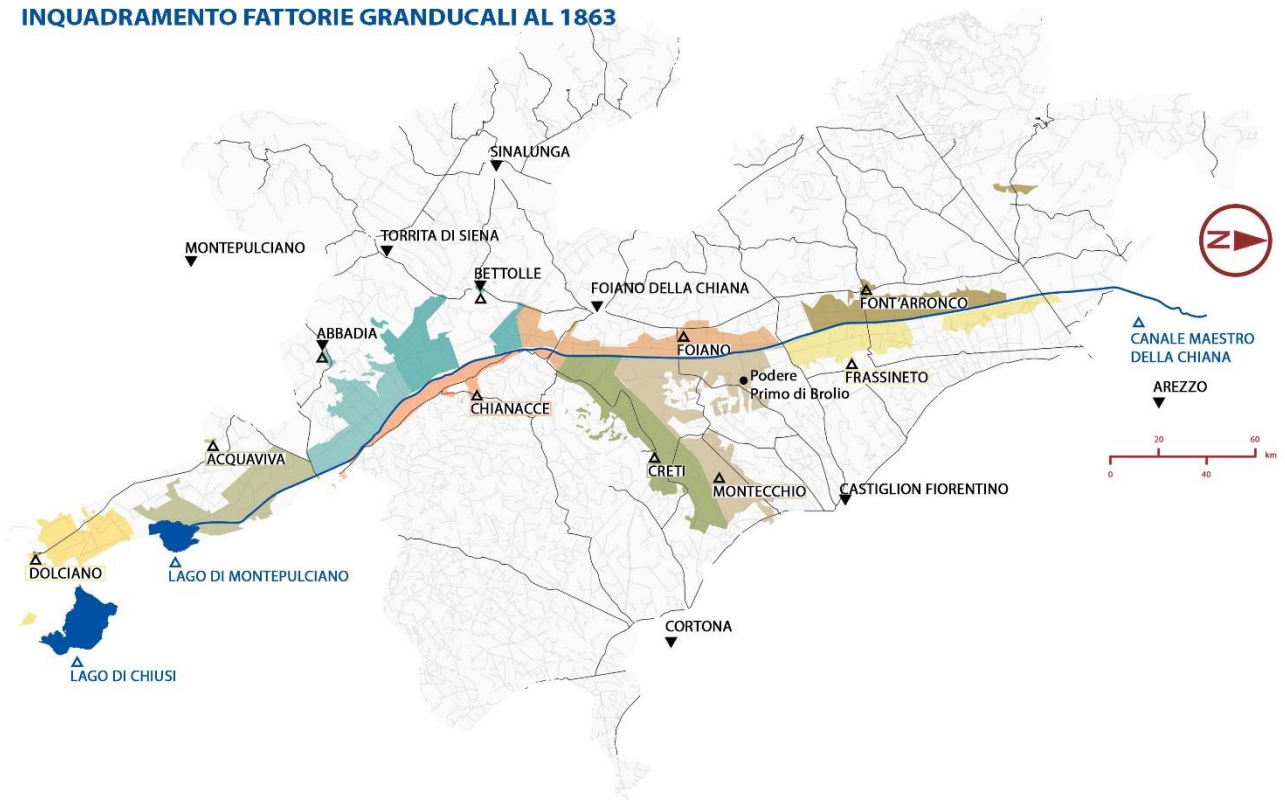 INQUADRAMENTO FATTORIE GRANDUCALI AL 1863
SINALUNGA
TORRITA DI SIENA
MONTEPULCIANO
BETTOLLE
FOIANO DELLA CHIANA
FONT'ARRONCO
N
ABBADIA
FOIANO
CANALE MAESTRO
DELLA CHIANA
Podere
Primo di Brolio
FRASSINETO
AREZZO
CHIANACCE
ACQUAVIVA
CRETI
MONTECCHIO
CASTIGLION FIORENTINO
20
60
km
0
40
DOLCIANO
LAGO DI MONTEPULCIANO
CORTONA
LAGO DI CHIUSI